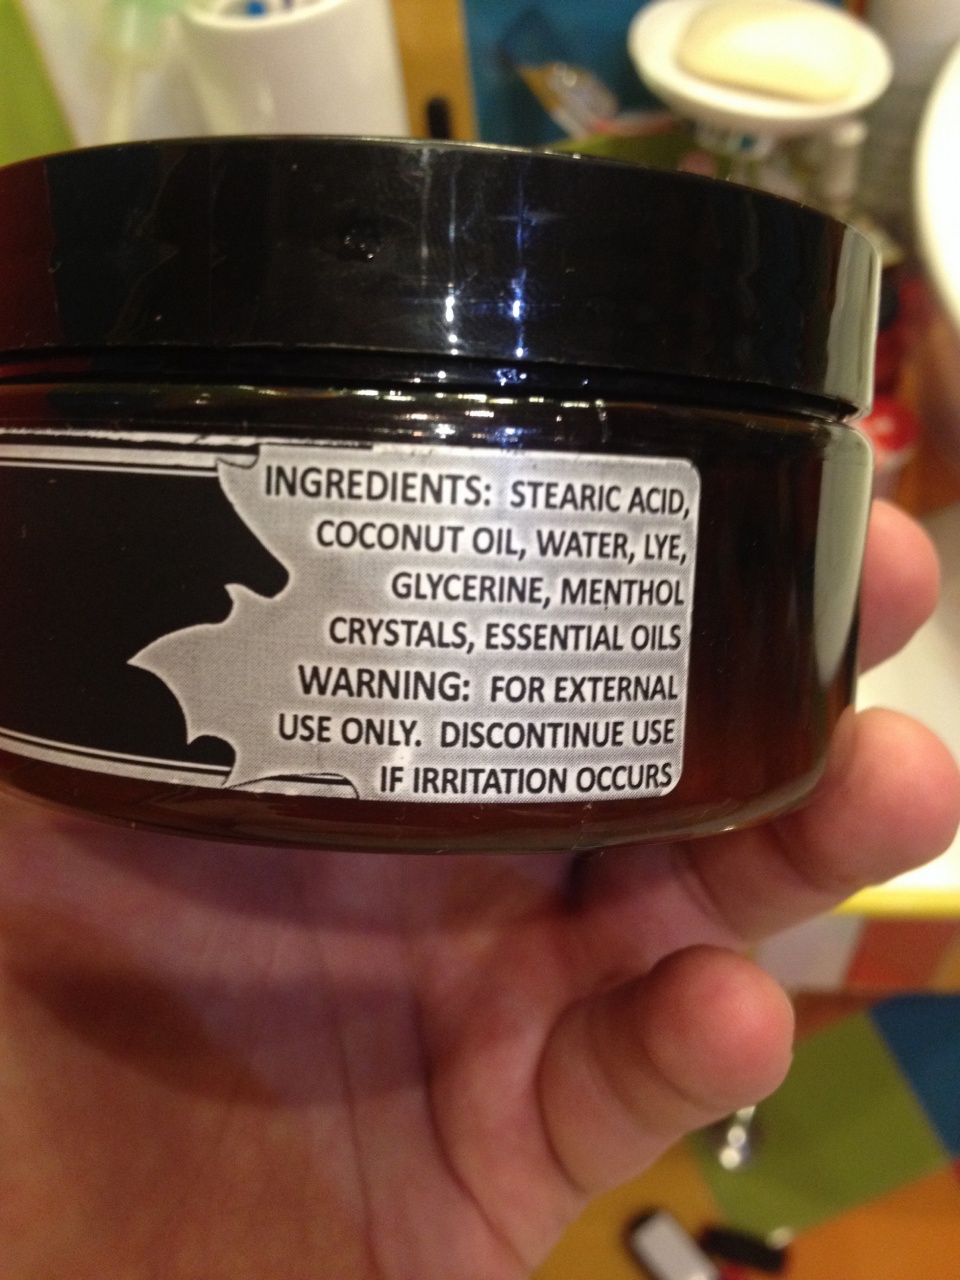 INGREDIENTS: STEARIC ACID,
COCONUT OIL, WATER, LYE,
GLYCERINE, MENTHOL
CRYSTALS, ESSENTIAL OILS
WARNING: FOR EXTERNAL
USE ONLY. DISCONTINUE USE
IF IRRITATION OCCURS